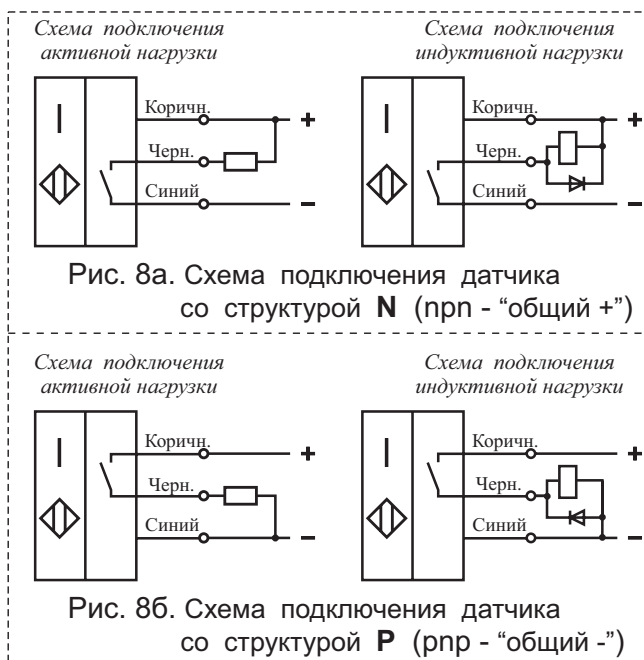 Схема подключения
активной нагрузки
Схема подключения
индуктивной нагрузки
Коричн.
+
Черн.
Синий
−
Коричн.
+
Черн.
Синий
−
Рис. 8а. Схема подключения датчика
со структурой N (npn - “общий +”)
Схема подключения
активной нагрузки
Схема подключения
индуктивной нагрузки
Коричн.
+
Черн.
Синий
−
Коричн.
+
Черн.
Синий
−
Рис. 8б. Схема подключения датчика
со структурой P (pnp - “общий -”)